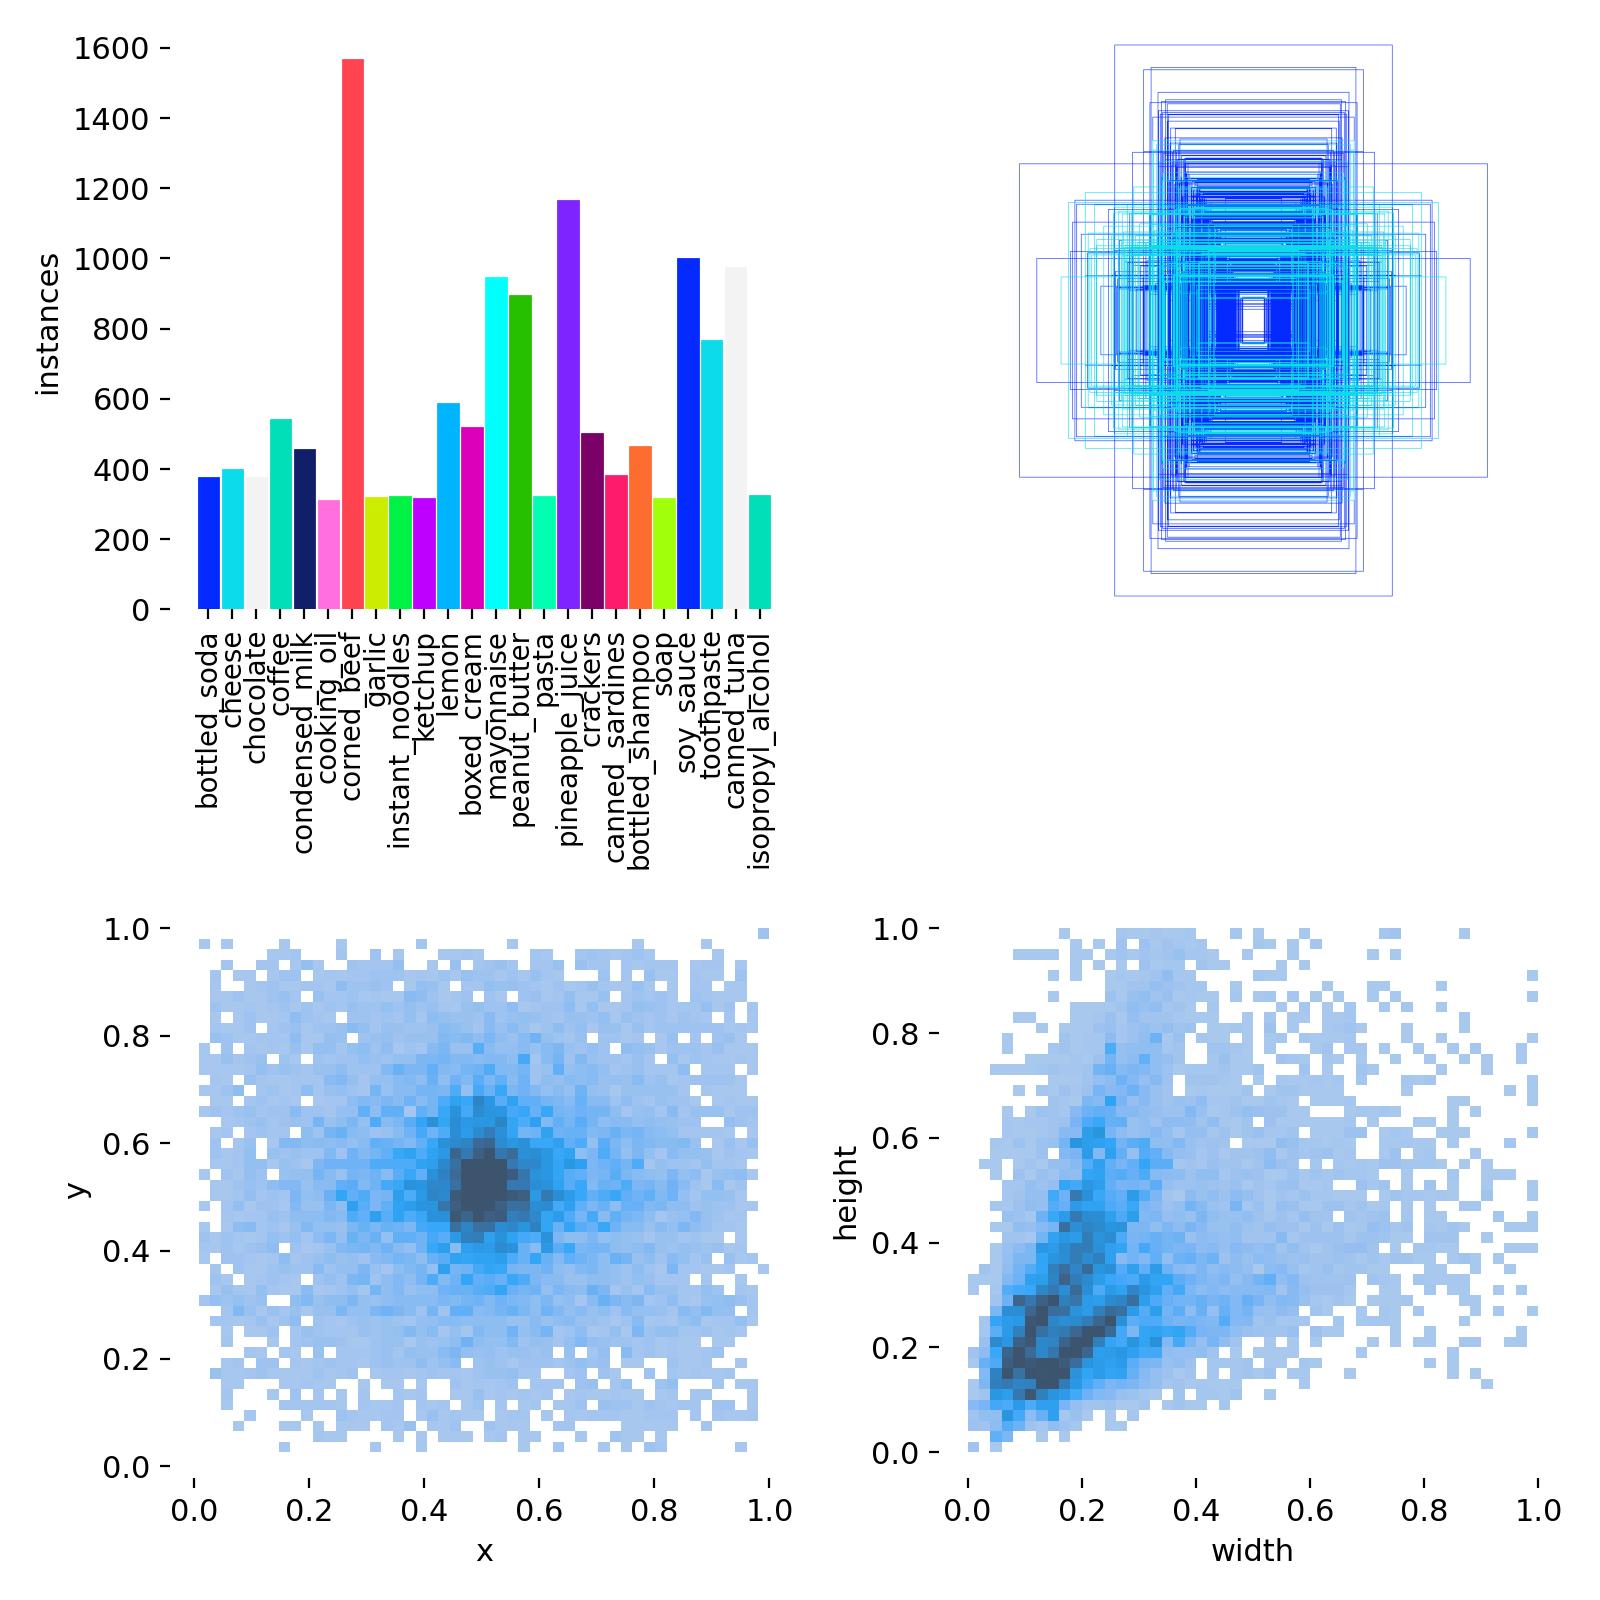 1600
1400
1200
1000
800
600
400
200
0
instances
bottled_soda
cheese
chocolate
coffee
condensed_milk
cooking_oil
corned_beef
garlic
instant_noodles
ketchup
lemon
boxed_cream
mayonnaise
peanut_butter
pasta
pineapple_juice
crackers
canned_sardines
bottled_shampoo
soap
soy_sauce
toothpaste
canned_tuna
isopropyl_alcohol
1.0
0.8
0.6
0.4
0.2
0.0
y
0.0 0.2 0.4 0.6 0.8 1.0
x
1.0
0.8
0.6
0.4
0.2
0.0
height
0.0 0.2 0.4 0.6 0.8 1.0
width